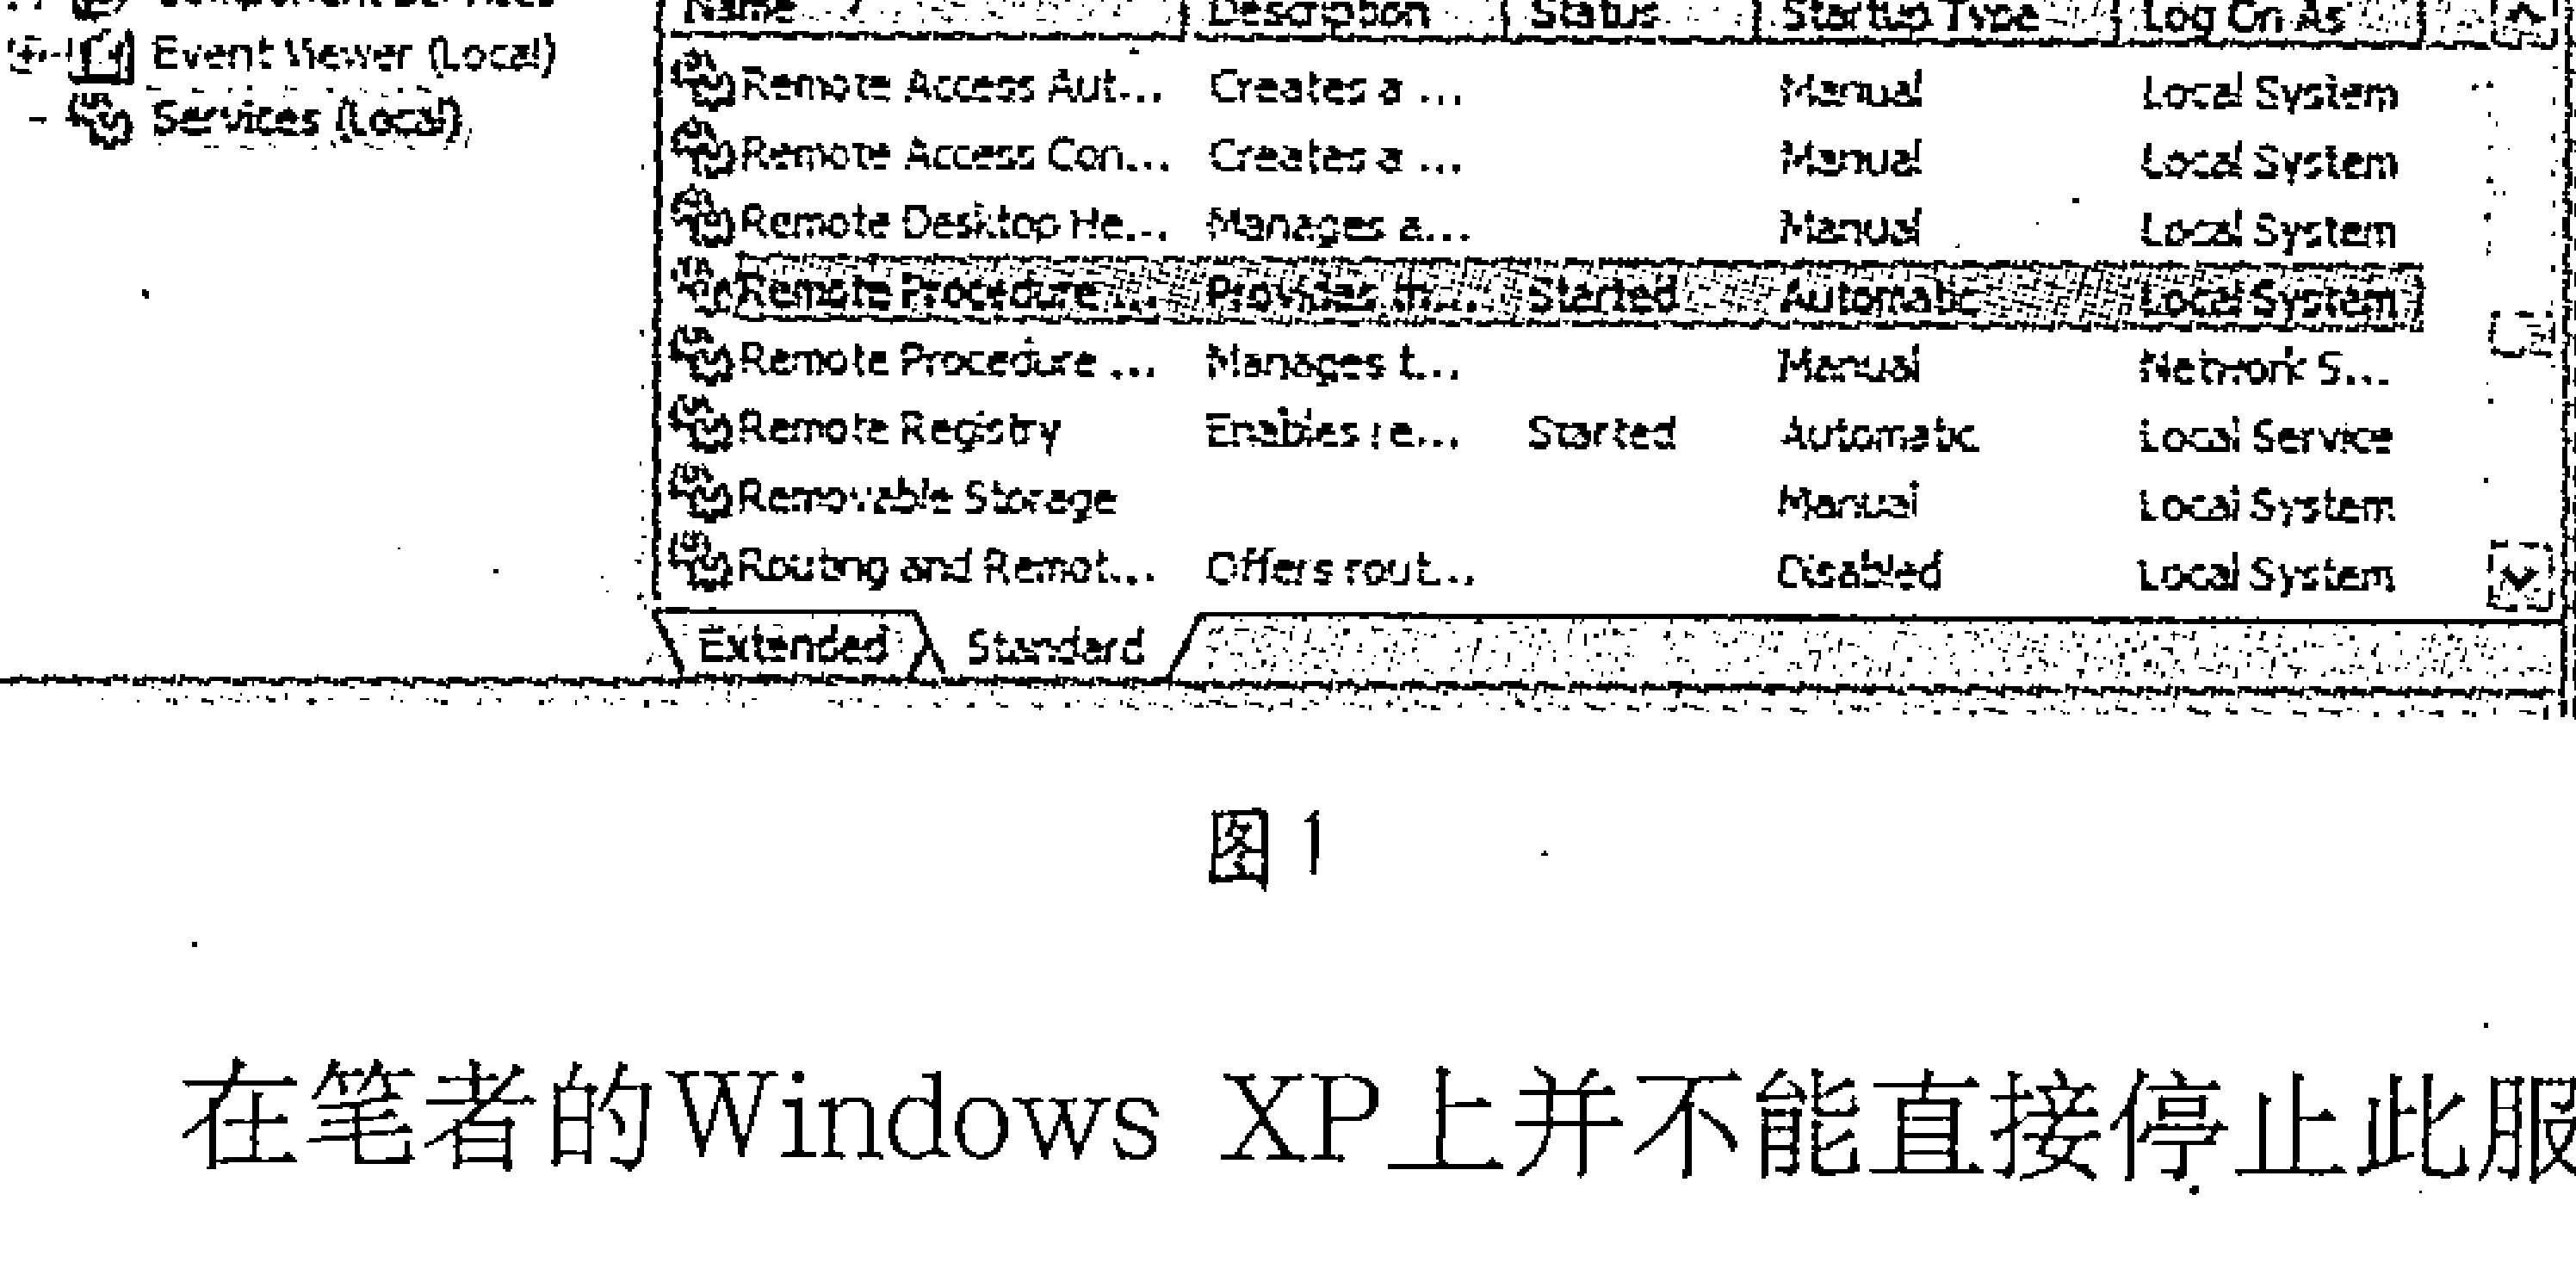 Component Services
Name Description Status Startup Type Log On As
Event Viewer (Local)
Remote Access Aut... Creates a ... Manual Local System
Services (Local)
Remote Access Con... Creates a ... Manual Local System
Remote Desktop He... Manages a... Manual Local System
Remote Procedure ... Provides th... Started Automatic Local System
Remote Procedure ... Manages t... Manual Network S...
Remote Registry Enables re... Started Automatic Local Service
Removable Storage Manual Local System
Routing and Remot... Offers rout... Disabled Local System
Extended Standard
图1
在笔者的Windows XP上并不能直接停止此服